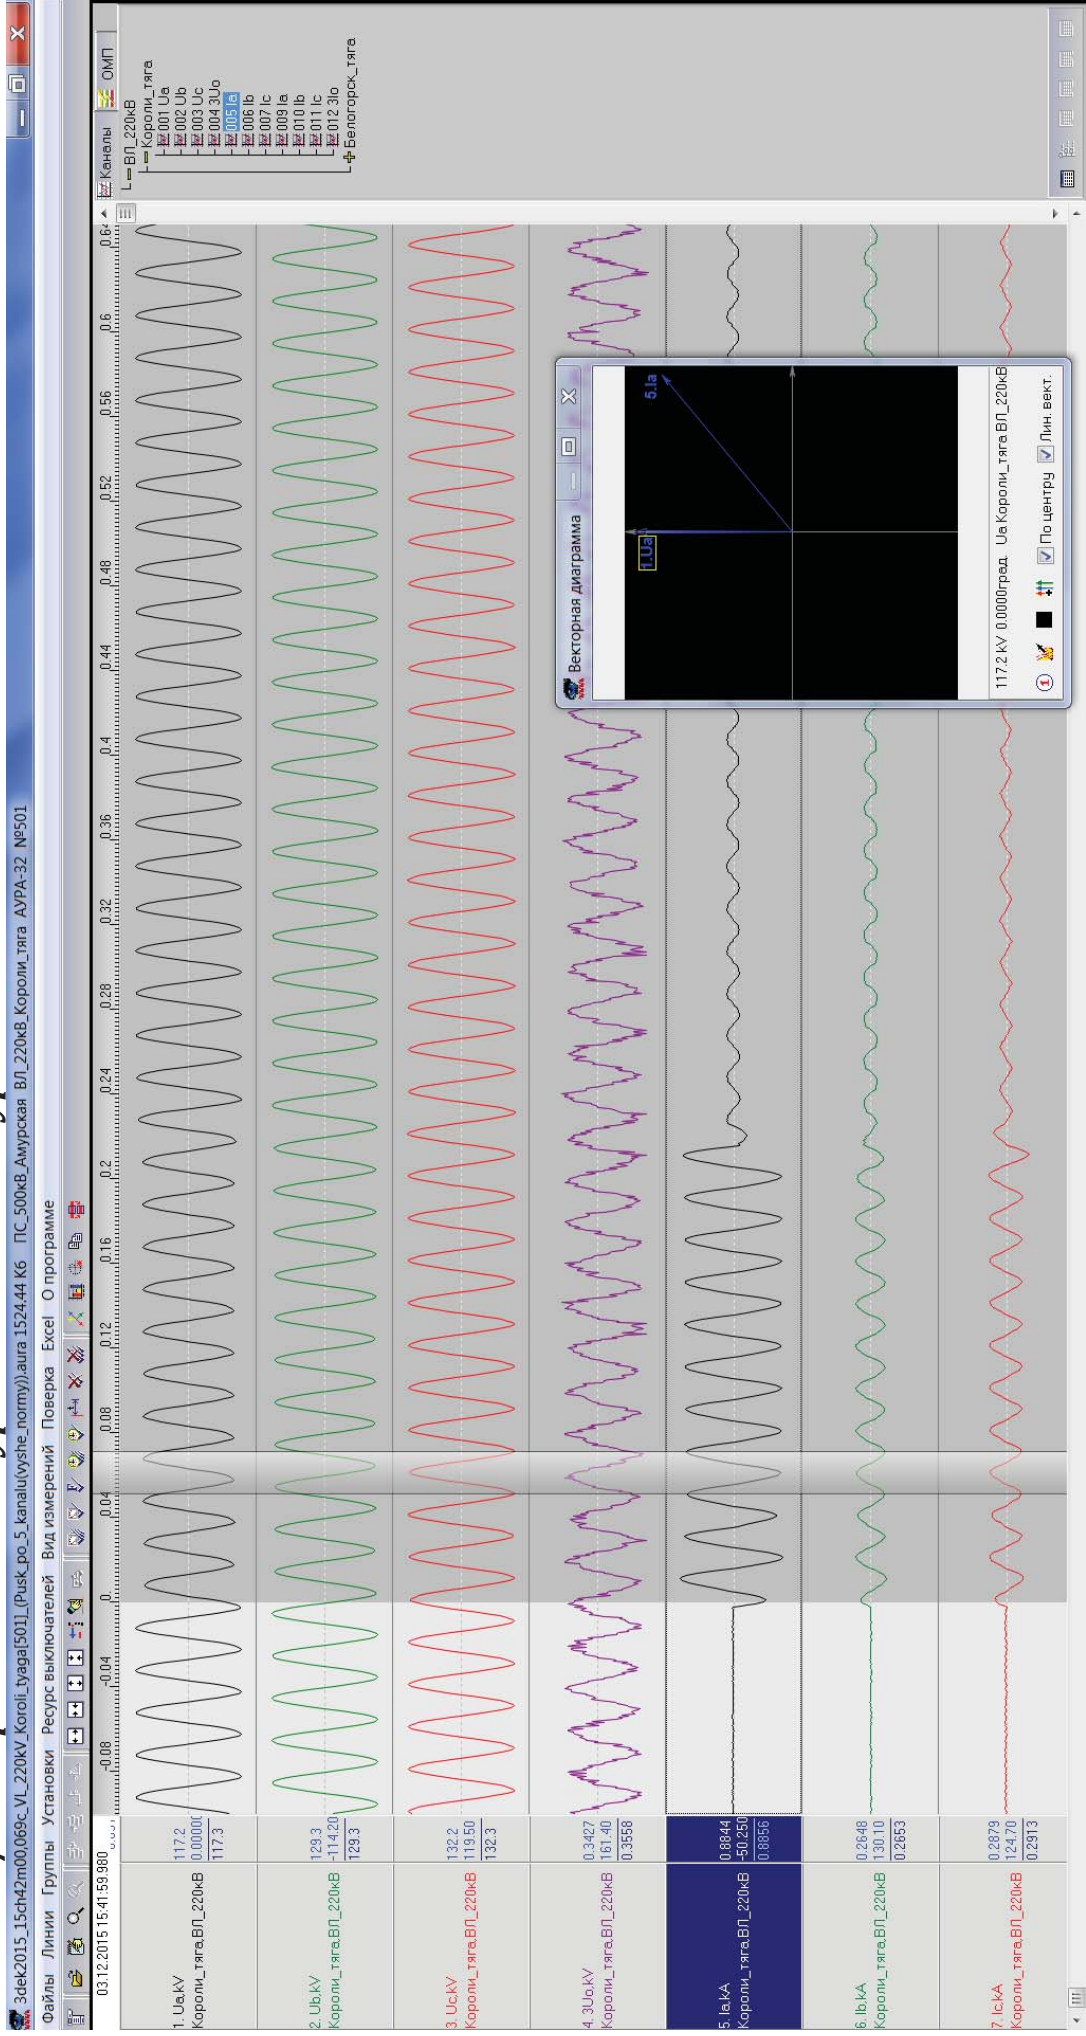 3dek2015_15ch42m00,069c_VL_220kV_Koroli_tyaga[501]_(Pusk_po_5_kanalu(vyshe_normy)).aura 1524.44 Кб ПС_500кВ_Амурская ВЛ_220кВ_Короли_тяга АУРА-32 №501
Файлы Линии Группы Установки Ресурс выключателей Вид измерений Поверка Excel О программе
03.12.2015 15:41:59.980
-0.08 -0.04 0. 0.04 0.08 0.12 0.16 0.2 0.24 0.28 0.32 0.36 0.4 0.44 0.48 0.52 0.56 0.6 0.64
1. Ua,kV
Короли_тяга,ВЛ_220кВ
117.2
0.00000
117.3
2. Ub,kV
Короли_тяга,ВЛ_220кВ
129.3
-114.20
129.3
3. Uc,kV
Короли_тяга,ВЛ_220кВ
132.2
119.50
132.3
4. 3Uo,kV
Короли_тяга,ВЛ_220кВ
0.3427
161.40
0.3558
5. Ia,kA
Короли_тяга,ВЛ_220кВ
0.8844
-50.250
0.8856
6. Ib,kA
Короли_тяга,ВЛ_220кВ
0.2648
130.10
0.2653
7. Ic,kA
Короли_тяга,ВЛ_220кВ
0.2879
124.70
0.2913
Векторная диаграмма
1.Ua
5.Ia
117.2 KV 0.0000град. Ua Короли_тяга ВЛ_220кВ
По центру Лин. вект.
Каналы ОМП
ВЛ_220кВ
Короли_тяга
001 Ua
002 Ub
003 Uc
004 3Uo
005 Ia
006 Ib
007 Ic
009 Ia
010 Ib
011 Ic
012 3Io
Белогорск_тяга